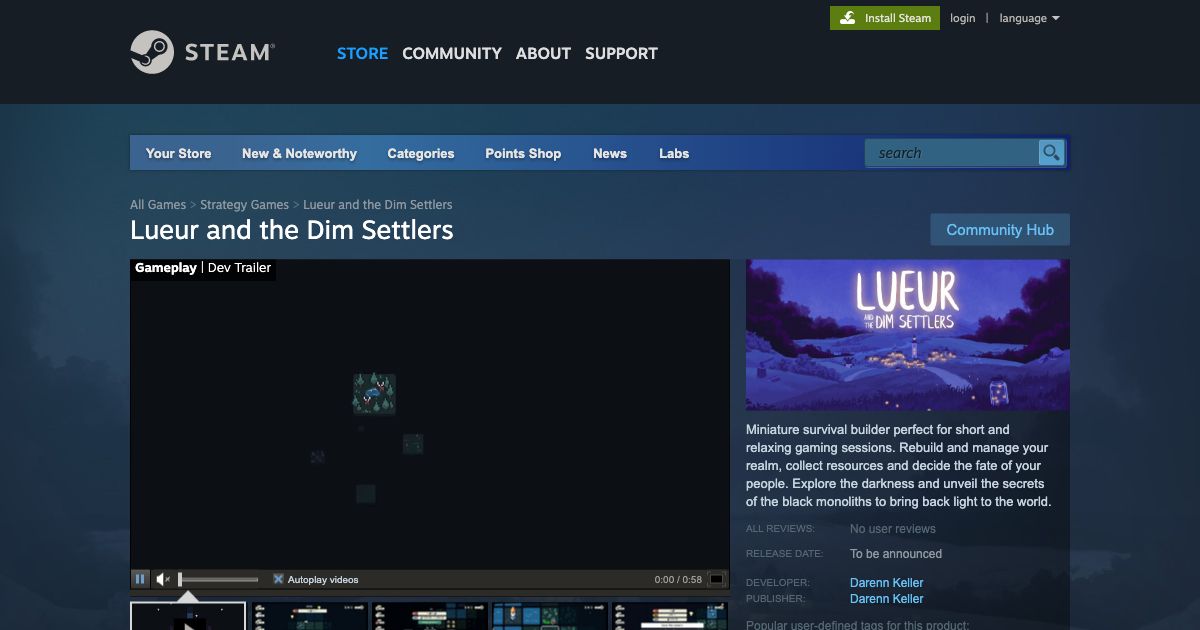 Install Steam
login | language
STEAM®
STORE COMMUNITY ABOUT SUPPORT
Your Store New & Noteworthy Categories Points Shop News Labs
search
All Games > Strategy Games > Lueur and the Dim Settlers
Lueur and the Dim Settlers
Community Hub
Gameplay | Dev Trailer
LUEUR
AND THE DIM SETTLERS
Miniature survival builder perfect for short and
relaxing gaming sessions. Rebuild and manage your
realm, collect resources and decide the fate of your
people. Explore the darkness and unveil the secrets
of the black monoliths to bring back light to the world.
ALL REVIEWS: No user reviews
RELEASE DATE: To be announced
DEVELOPER: Darenn Keller
PUBLISHER: Darenn Keller
Popular user-defined tags for this product:
Autoplay videos
0:00 / 0:58